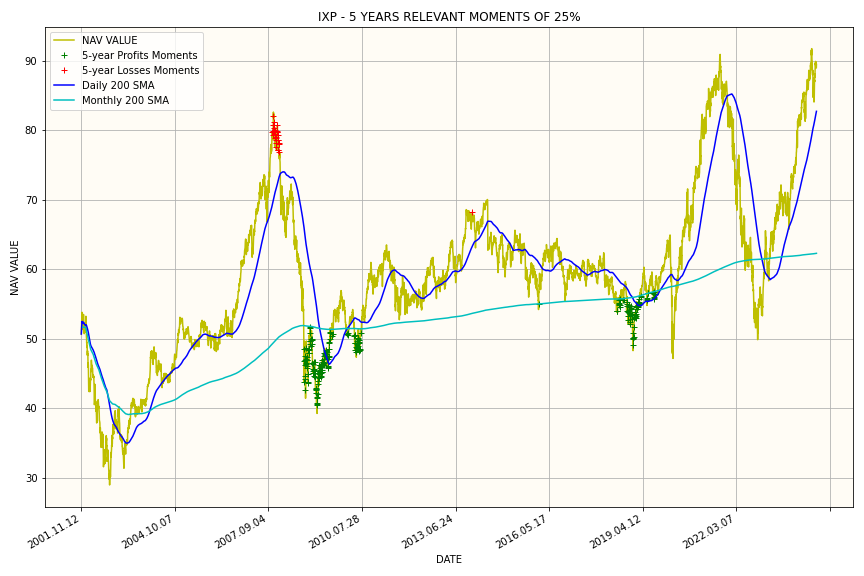 IXP - 5 YEARS RELEVANT MOMENTS OF 25%
NAV VALUE
5-year Profits Moments
5-year Losses Moments
Daily 200 SMA
Monthly 200 SMA
NAV VALUE
90
80
70
60
50
40
30
2001.11.12
2004.10.07
2007.09.04
2010.07.28
2013.06.24
2016.05.17
2019.04.12
2022.03.07
DATE